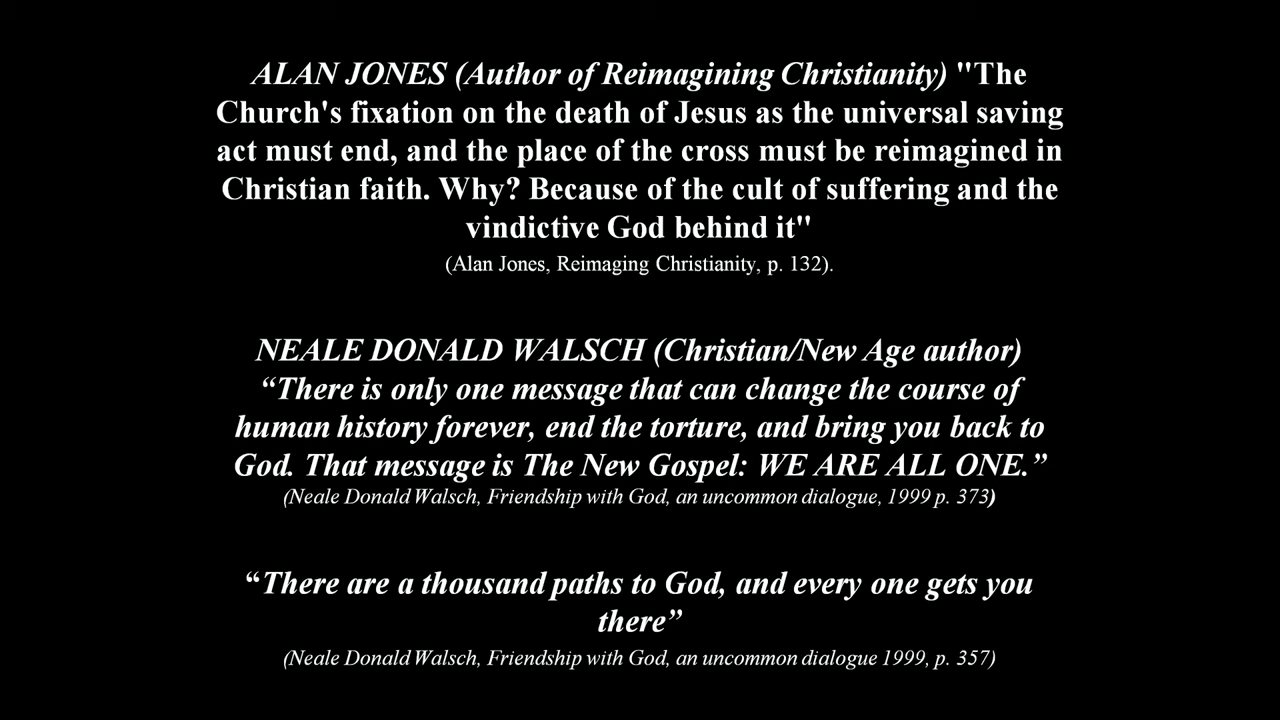 ALAN JONES (Author of Reimagining Christianity) "The
Church's fixation on the death of Jesus as the universal saving
act must end, and the place of the cross must be reimagined in
Christian faith. Why? Because of the cult of suffering and the
vindictive God behind it"
(Alan Jones, Reimaging Christianity, p. 132).
NEALE DONALD WALSCH (Christian/New Age author)
“There is only one message that can change the course of
human history forever, end the torture, and bring you back to
God. That message is The New Gospel: WE ARE ALL ONE.”
(Neale Donald Walsch, Friendship with God, an uncommon dialogue, 1999 p. 373)
“There are a thousand paths to God, and every one gets you
there”
(Neale Donald Walsch, Friendship with God, an uncommon dialogue 1999, p. 357)